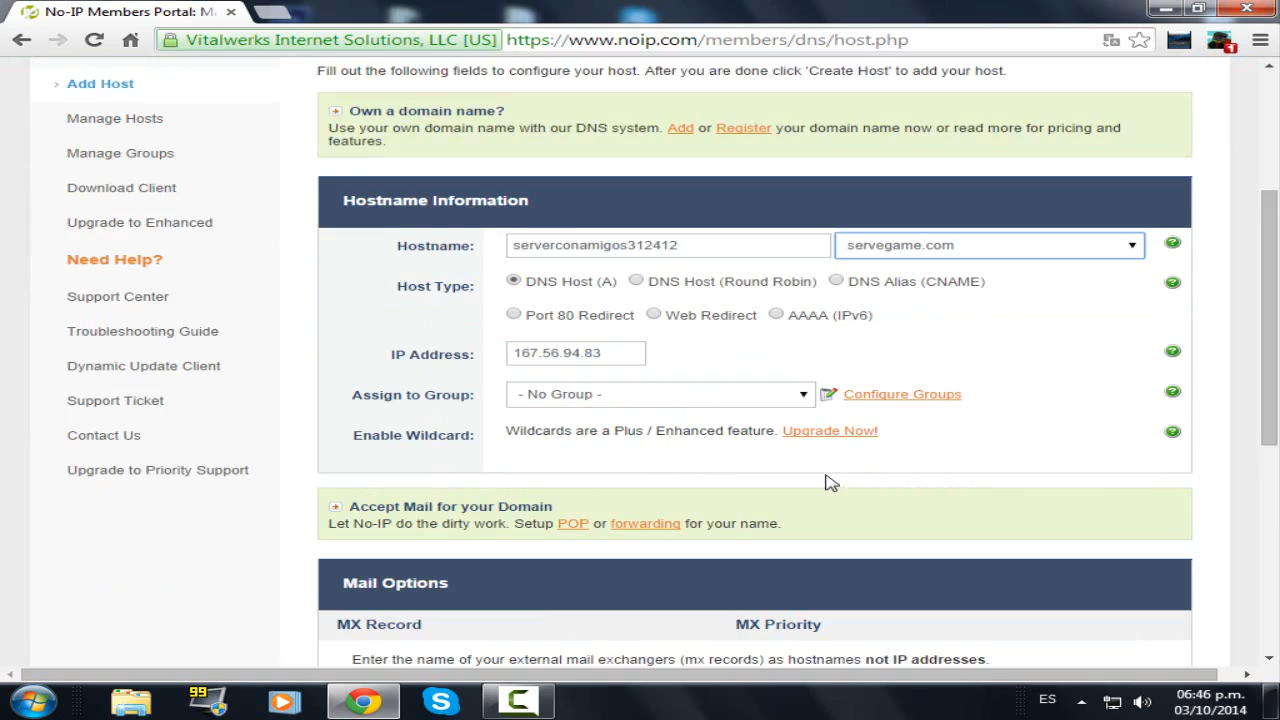 No-IP Members Portal: M
Vitalwerks Internet Solutions, LLC [US] https://www.noip.com/members/dns/host.php
1
Add Host
Manage Hosts
Manage Groups
Download Client
Upgrade to Enhanced
Need Help?
Support Center
Troubleshooting Guide
Dynamic Update Client
Support Ticket
Contact Us
Upgrade to Priority Support
Fill out the following fields to configure your host. After you are done click 'Create Host' to add your host.
Own a domain name?
Use your own domain name with our DNS system. Add or Register your domain name now or read more for pricing and
features.
Hostname Information
Hostname: serverconamigos312412 servegame.com
Host Type: DNS Host (A) DNS Host (Round Robin) DNS Alias (CNAME)
Port 80 Redirect Web Redirect AAAA (IPv6)
IP Address: 167.56.94.83
Assign to Group: - No Group - Configure Groups
Enable Wildcard: Wildcards are a Plus / Enhanced feature. Upgrade Now!
Accept Mail for your Domain
Let No-IP do the dirty work. Setup POP or forwarding for your name.
Mail Options
MX Record MX Priority
Enter the name of your external mail exchangers (mx records) as hostnames not IP addresses.
99
ES
06:46 p.m.
03/10/2014